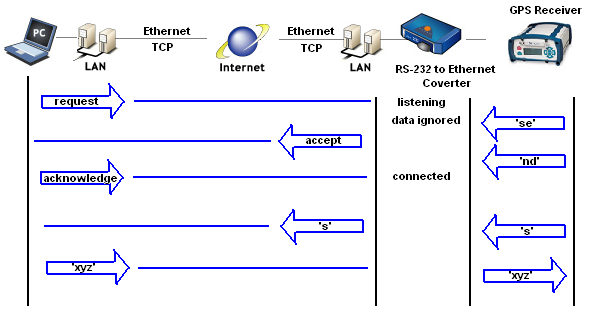 GPS Receiver
PC
Ethernet
TCP
Ethernet
TCP
LAN
Internet
LAN
RS-232 to Ethernet
Coverter
request
listening
data ignored
'se'
accept
'nd'
acknowledge
connected
's'
's'
'xyz'
'xyz'